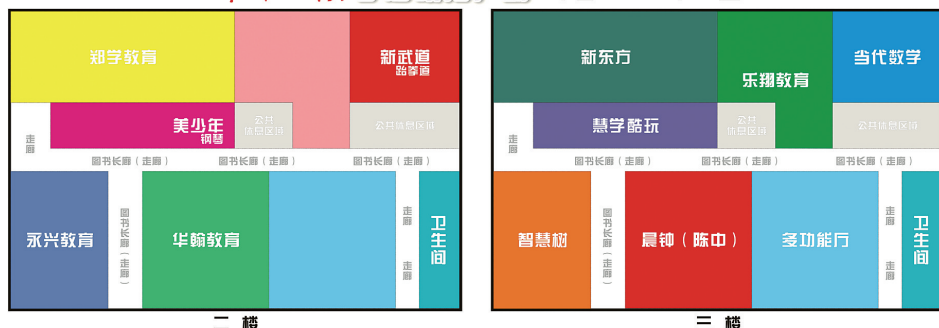 郑学教育
新武道
跆拳道
美少年
钢琴
公共
休息区域
公共休息区域
走廊
图书长廊（走廊）
图书长廊（走廊）
图书长廊（走廊）
永兴教育
图书长廊（走廊）
华翰教育
走廊
走廊
卫生间
二 楼
新东方
乐翔教育
当代数学
慧学酷玩
公共
休息区域
公共休息区域
走廊
图书长廊（走廊）
图书长廊（走廊）
图书长廊（走廊）
智慧树
图书长廊（走廊）
晨钟（陈中）
多功能厅
走廊
走廊
卫生间
三 楼